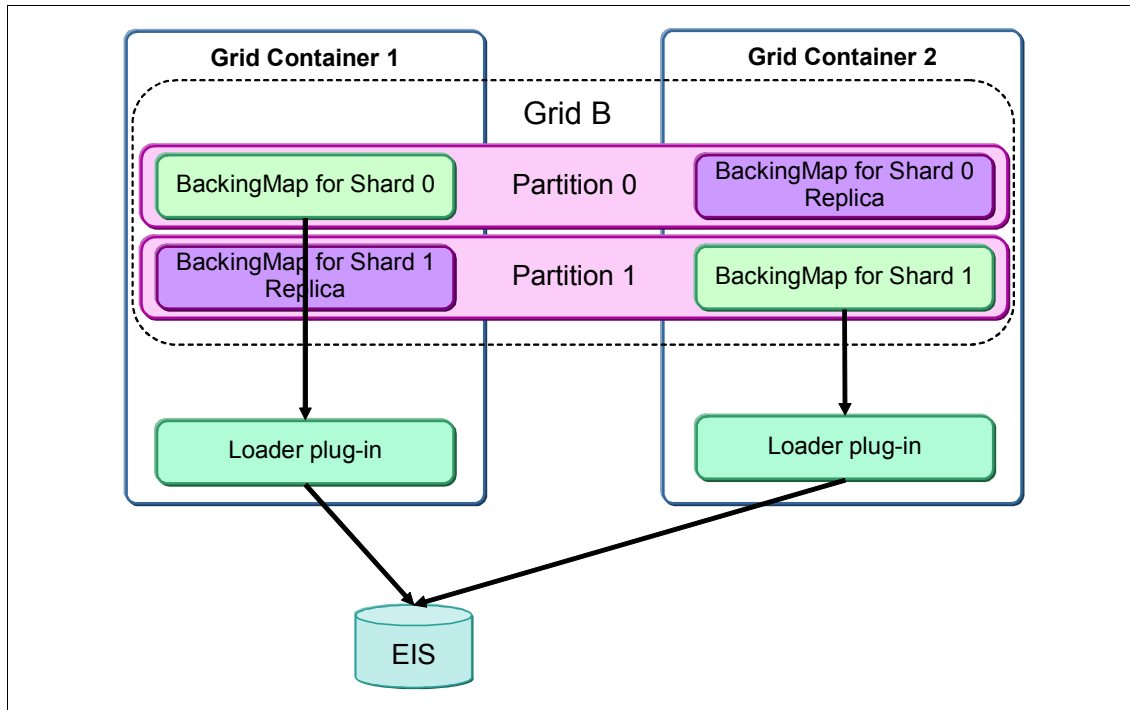 Grid Container 1
Grid Container 2
Grid B
BackingMap for Shard 0
Partition 0
BackingMap for Shard 0
Replica
BackingMap for Shard 1
Replica
Partition 1
BackingMap for Shard 1
Loader plug-in
Loader plug-in
EIS